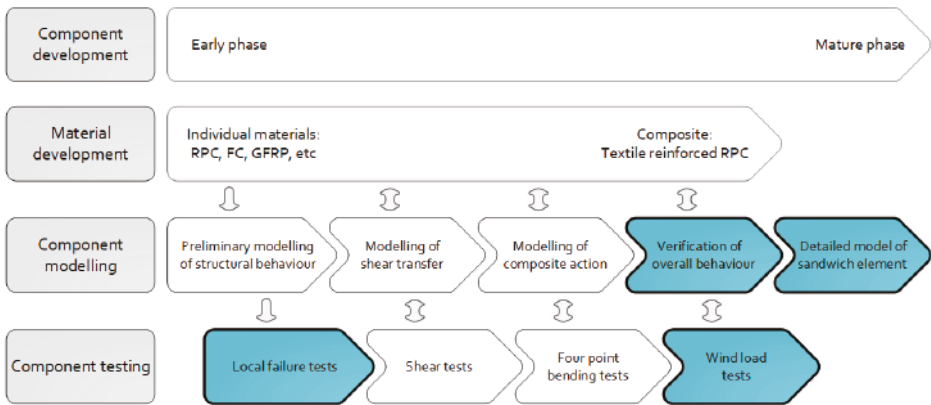 Component
development
Early phase
Mature phase
Material
development
Individual materials:
RPC, FC, GFRP, etc
Composite:
Textile reinforced RPC
Component
modelling
Preliminary modelling
of structural behaviour
Modelling of
shear transfer
Modelling of
composite action
Verification of
overall behaviour
Detailed model of
sandwich element
Component testing
Local failure tests
Shear tests
Four point
bending tests
Wind load
tests